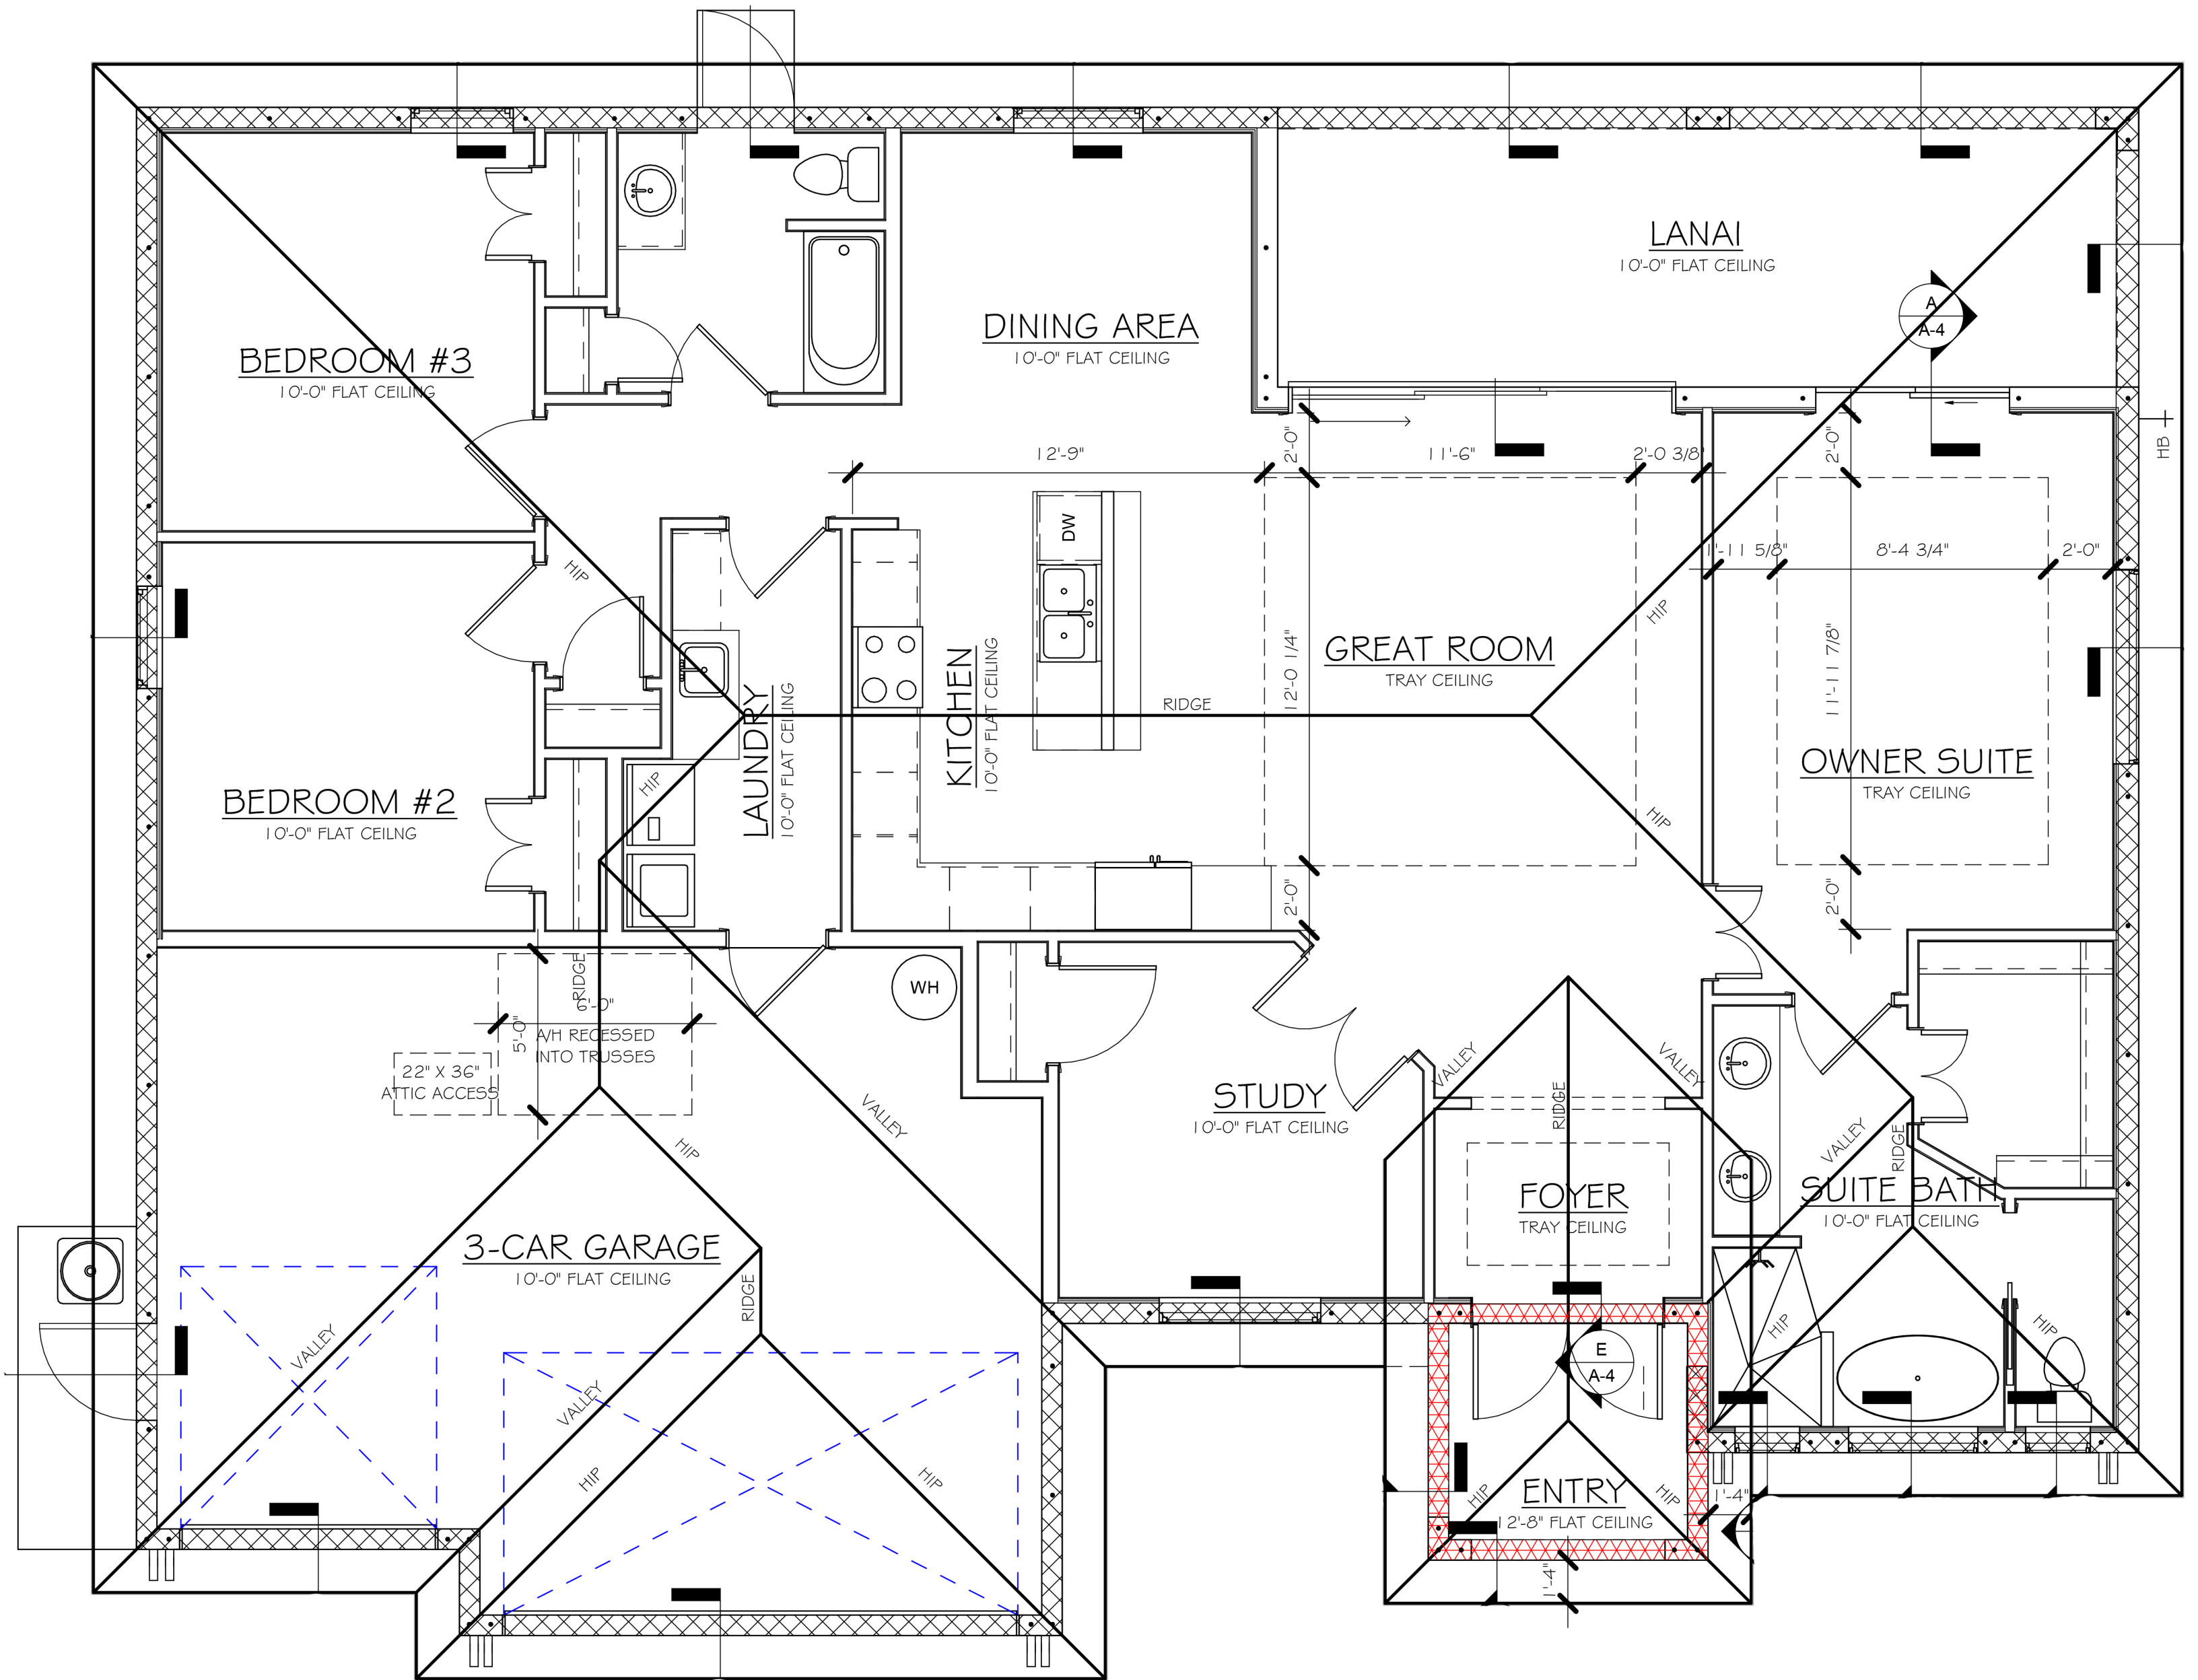 LANAI
10'-0" FLAT CEILING
A
A-4
DINING AREA
10'-0" FLAT CEILING
BEDROOM #3
10'-0" FLAT CEILING
HB
12'-9"
2'-0"
11'-6"
2'-0 3/8"
2'-0"
DW
1'-11 5/8"
8'-4 3/4"
2'-0"
HIP
HIP
GREAT ROOM
TRAY CEILING
12'-0 1/4"
11'-11 7/8"
KITCHEN
10'-0" FLAT CEILING
LAUNDRY
10'-0" FLAT CEILING
RIDGE
OWNER SUITE
TRAY CEILING
HIP
HIP
BEDROOM #2
10'-0" FLAT CEILNG
2'-0"
2'-0"
RIDGE
6'-0"
5'-0"
A/H RECESSED
INTO TRUSSES
22" X 36"
ATTIC ACCESS
WH
STUDY
10'-0" FLAT CEILING
VALLEY
VALLEY
VALLEY
RIDGE
VALLEY
RIDGE
HIP
FOYER
TRAY CEILING
SUITE BATH
10'-0" FLAT CEILING
3-CAR GARAGE
10'-0" FLAT CEILING
RIDGE
VALLEY
VALLEY
HIP
HIP
E
A-4
HIP
HIP
HIP
HIP
ENTRY
12'-8" FLAT CEILING
1'-4"
1'-4"